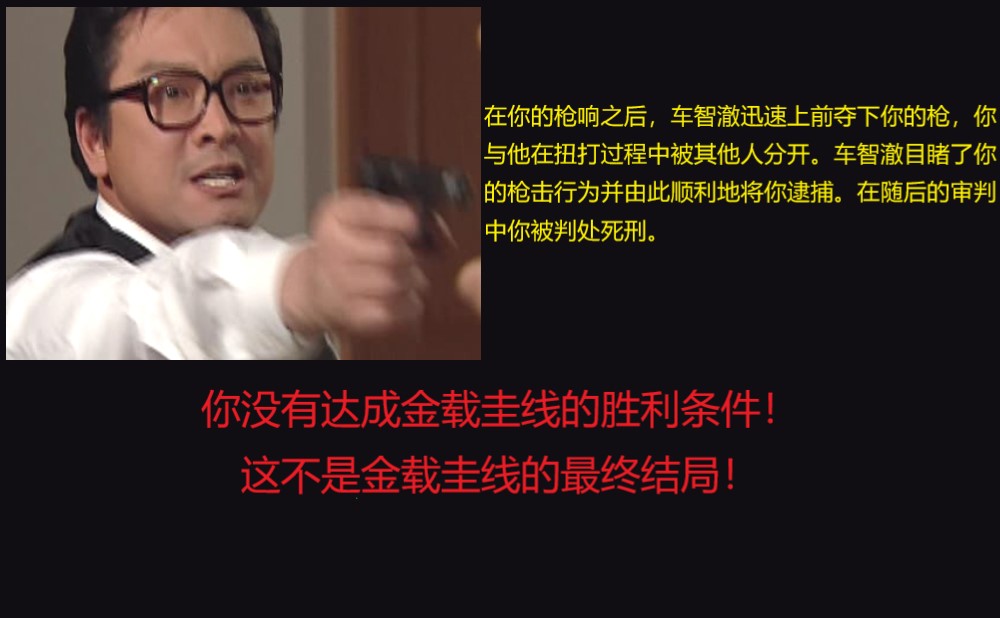 在你的枪响之后，车智澈迅速上前夺下你的枪，你
与他在扭打过程中被其他人分开。车智澈目睹了你
的枪击行为并由此顺利地将你逮捕。在随后的审判
中你被判处死刑。
你没有达成金载圭线的胜利条件！
这不是金载圭线的最终结局！